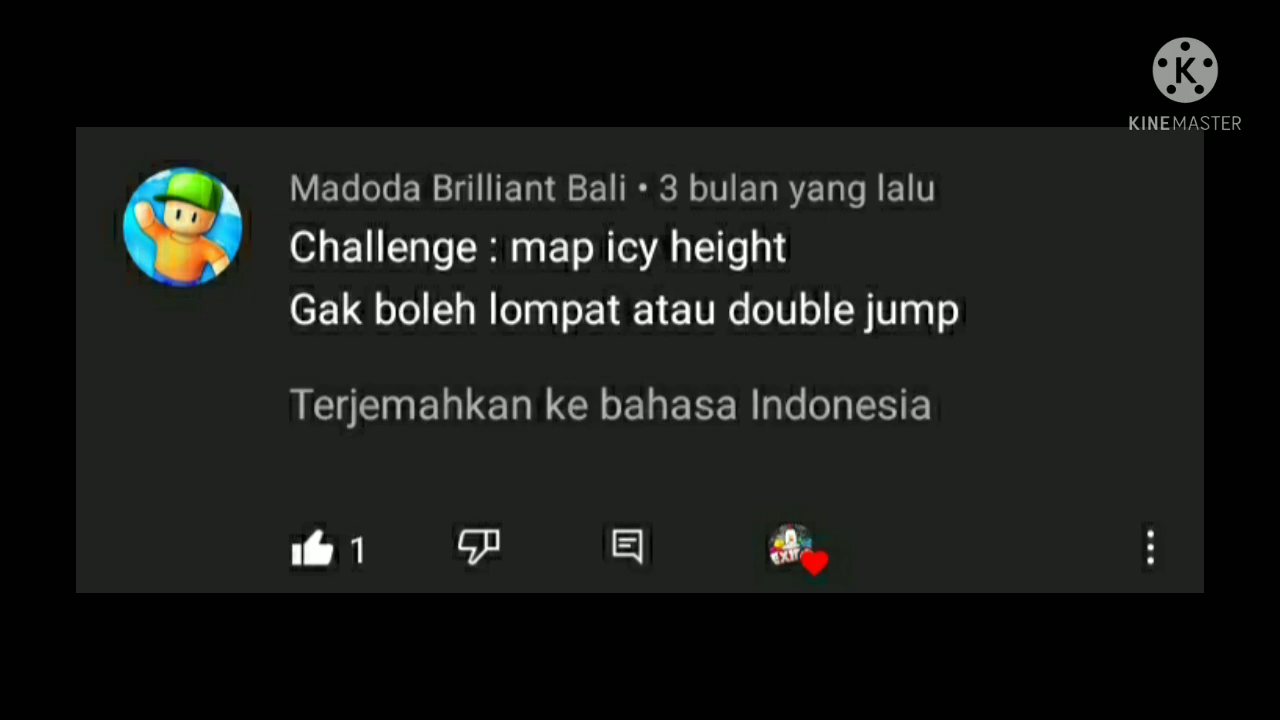 KINEMASTER
Madoda Brilliant Bali • 3 bulan yang lalu
Challenge : map icy height
Gak boleh lompat atau double jump
Terjemahkan ke bahasa Indonesia
1